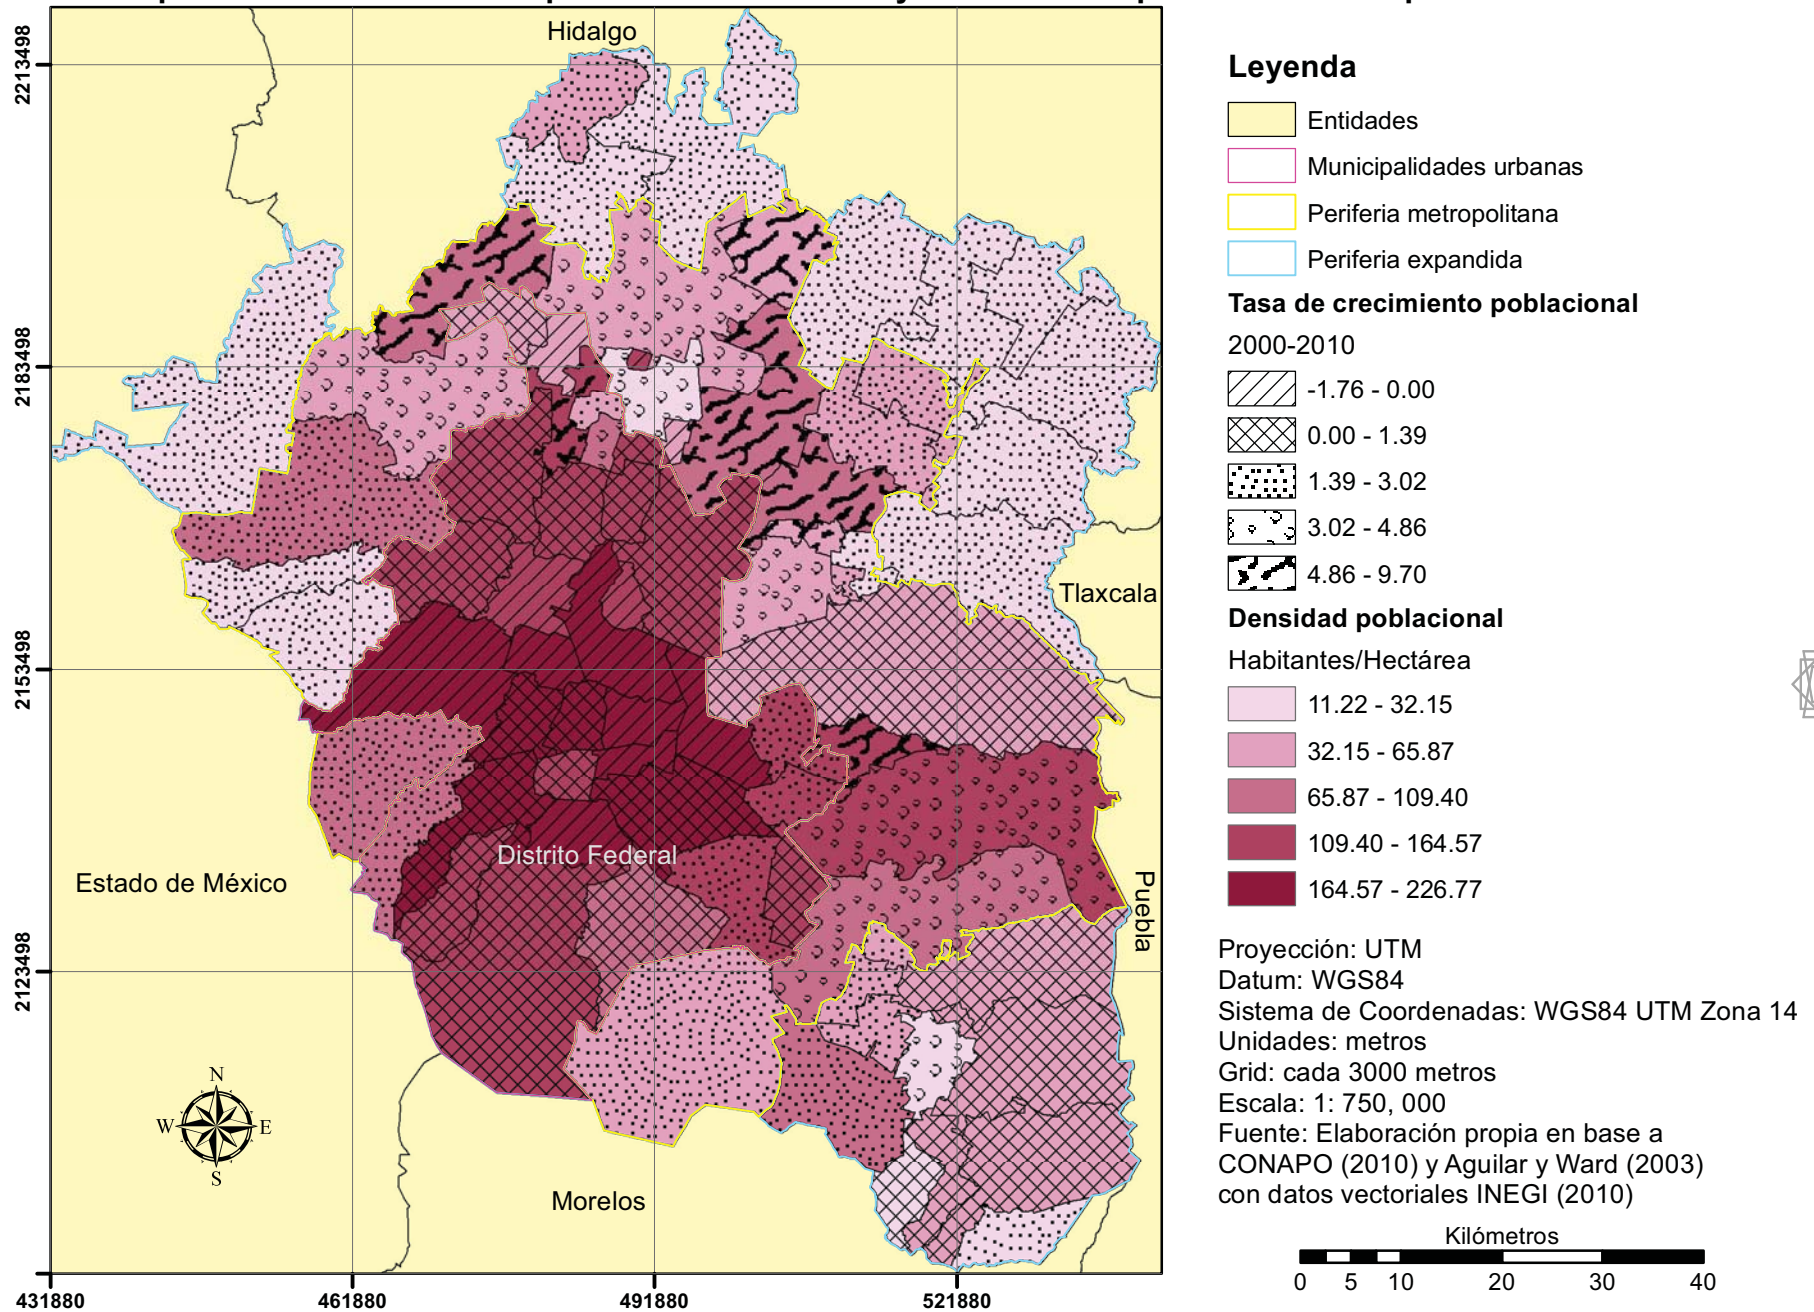 Hidalgo
Tlaxcala
Distrito Federal
Estado de México
Puebla
Morelos
N
W
E
S
2213498
2183498
2153498
2123498
431880
461880
491880
521880
Leyenda
Entidades
Municipalidades urbanas
Periferia metropolitana
Periferia expandida
Tasa de crecimiento poblacional
2000-2010
-1.76 - 0.00
0.00 - 1.39
1.39 - 3.02
3.02 - 4.86
4.86 - 9.70
Densidad poblacional
Habitantes/Hectárea
11.22 - 32.15
32.15 - 65.87
65.87 - 109.40
109.40 - 164.57
164.57 - 226.77
Proyección: UTM
Datum: WGS84
Sistema de Coordenadas: WGS84 UTM Zona 14
Unidades: metros
Grid: cada 3000 metros
Escala: 1: 750, 000
Fuente: Elaboración propia en base a
CONAPO (2010) y Aguilar y Ward (2003)
con datos vectoriales INEGI (2010)
Kilómetros
0 5 10 20 30 40